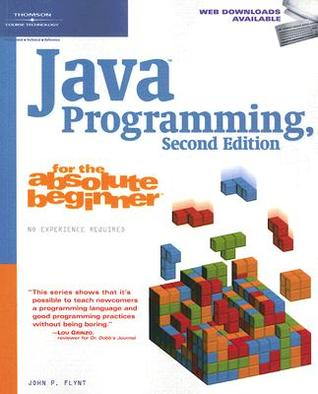 THOMSON
COURSE TECHNOLOGY
Professional ■ Technical ■ Reference
WEB DOWNLOADS
AVAILABLE
Java™
Programming,
Second Edition
for the
absolute
beginner™
NO EXPERIENCE REQUIRED
"This series shows that it's
possible to teach newcomers
a programming language and
good programming practices
without being boring."
—LOU GRINZO,
reviewer for Dr. Dobb's Journal
JOHN P. FLYNT